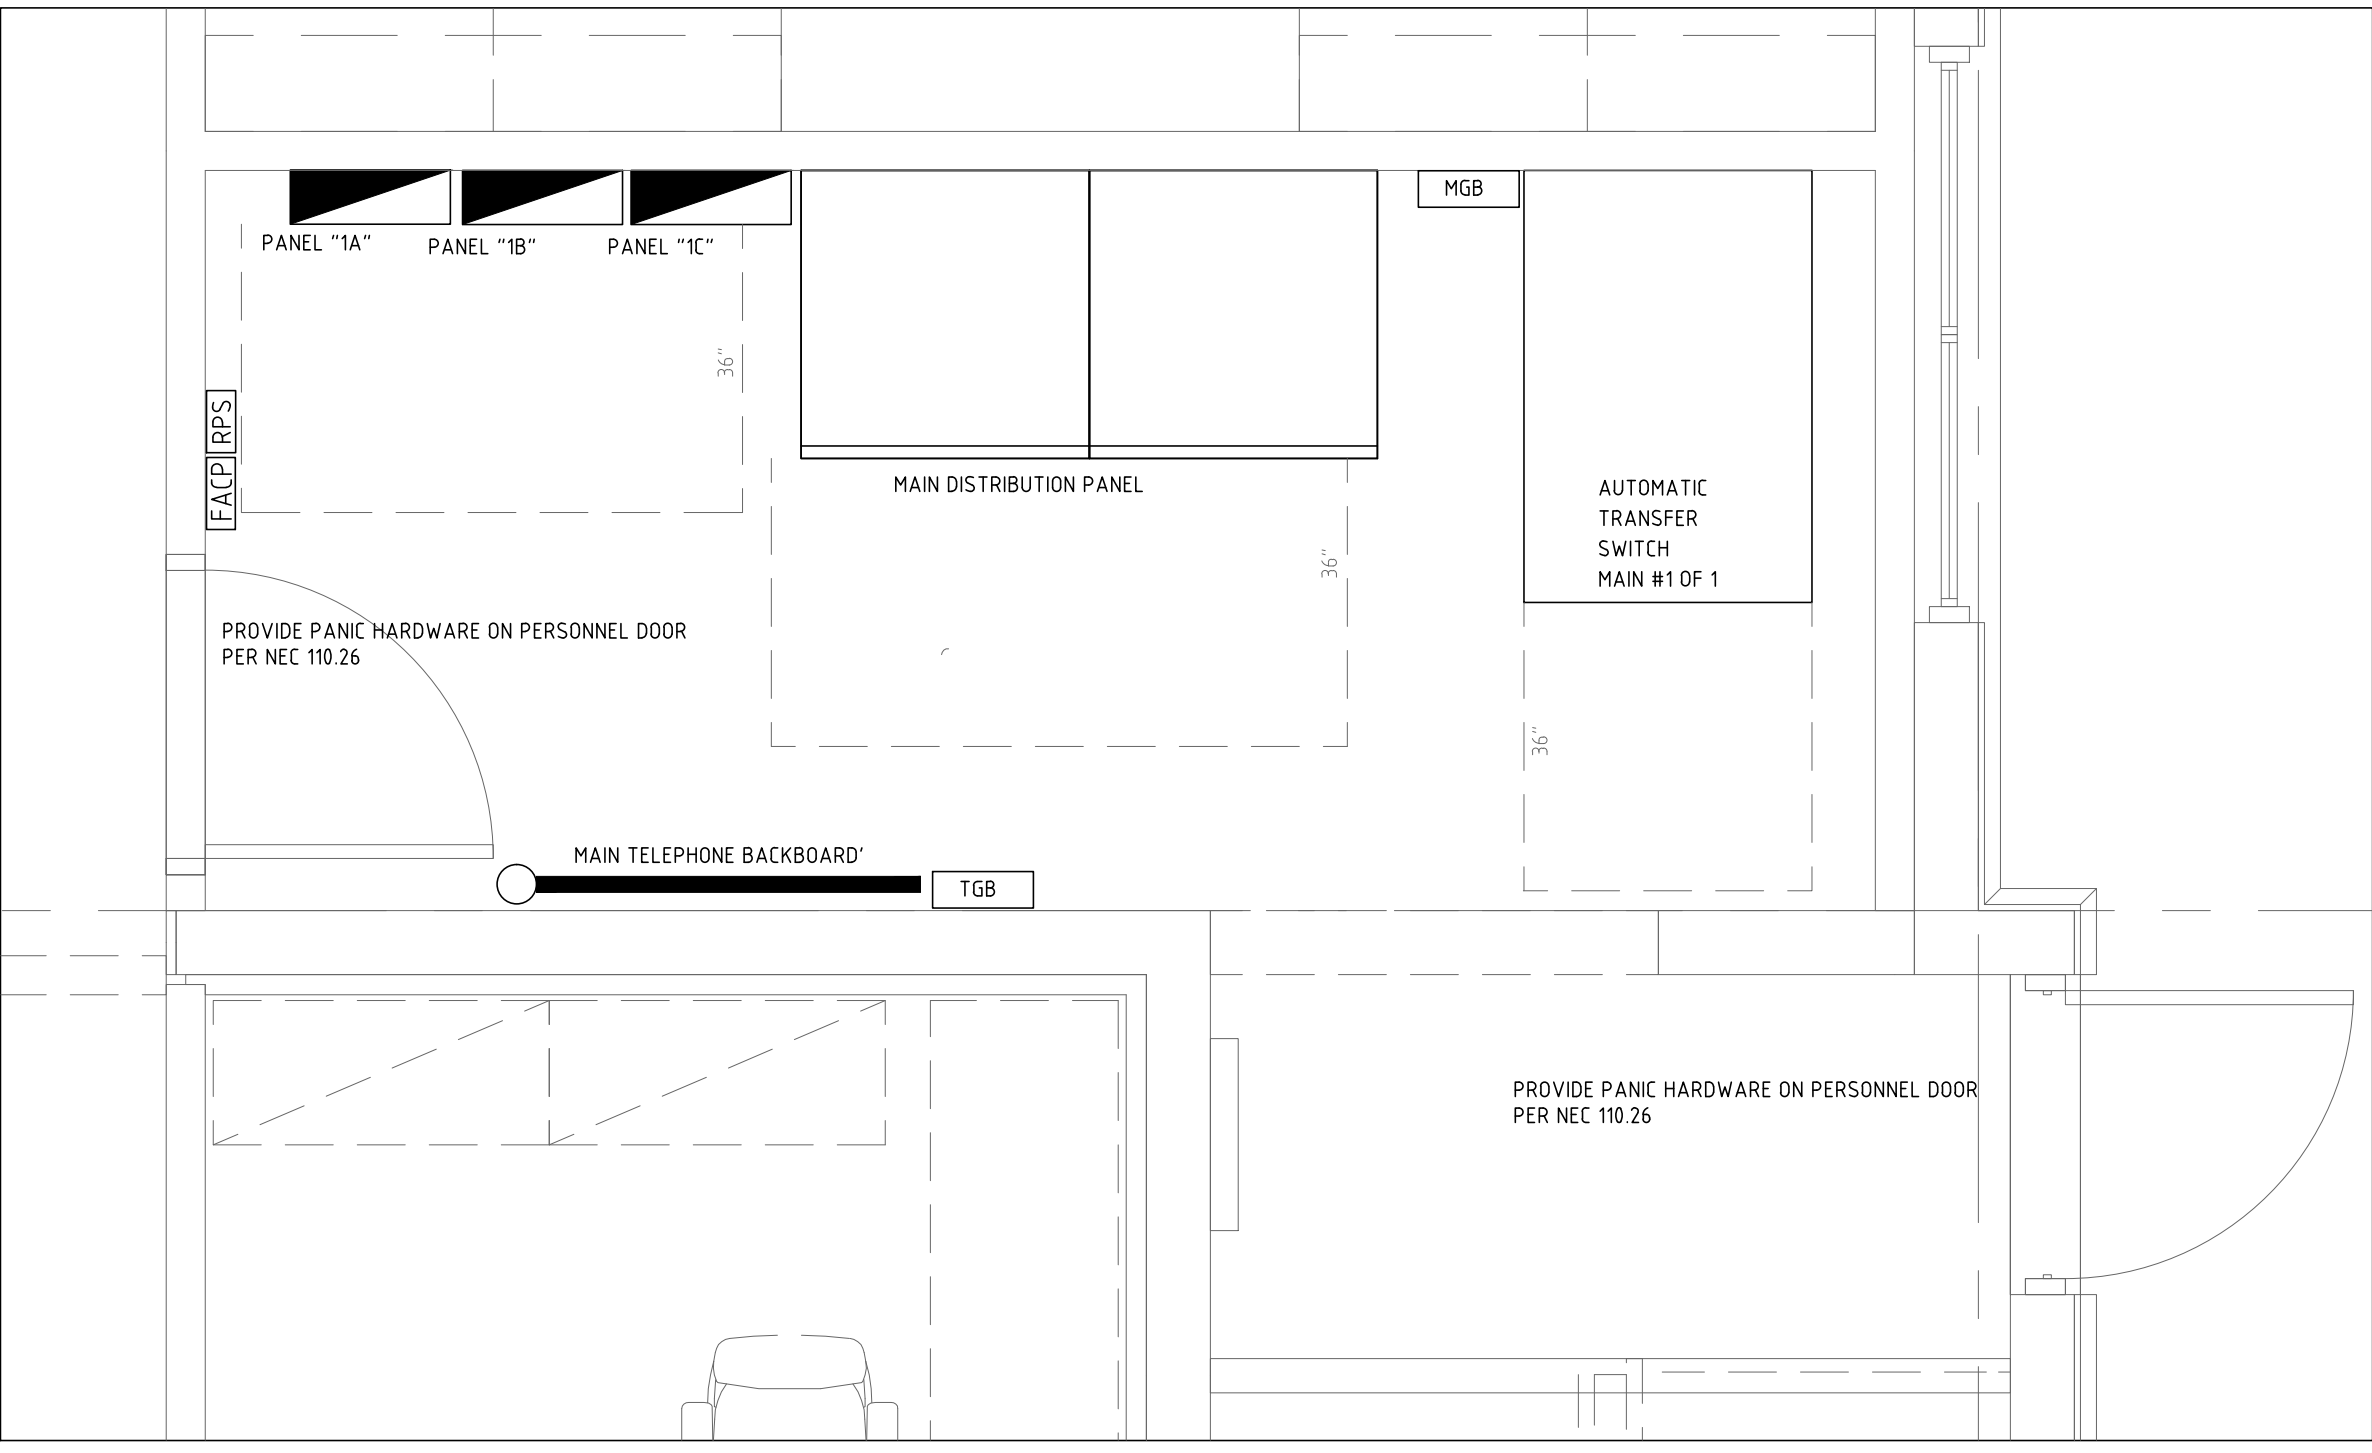 MGB
PANEL "1A"
PANEL "1B"
PANEL "1C"
36"
RPS
FACP
MAIN DISTRIBUTION PANEL
AUTOMATIC
TRANSFER
SWITCH
MAIN #1 OF 1
36"
PROVIDE PANIC HARDWARE ON PERSONNEL DOOR
PER NEC 110.26
36"
MAIN TELEPHONE BACKBOARD'
TGB
PROVIDE PANIC HARDWARE ON PERSONNEL DOOR
PER NEC 110.26